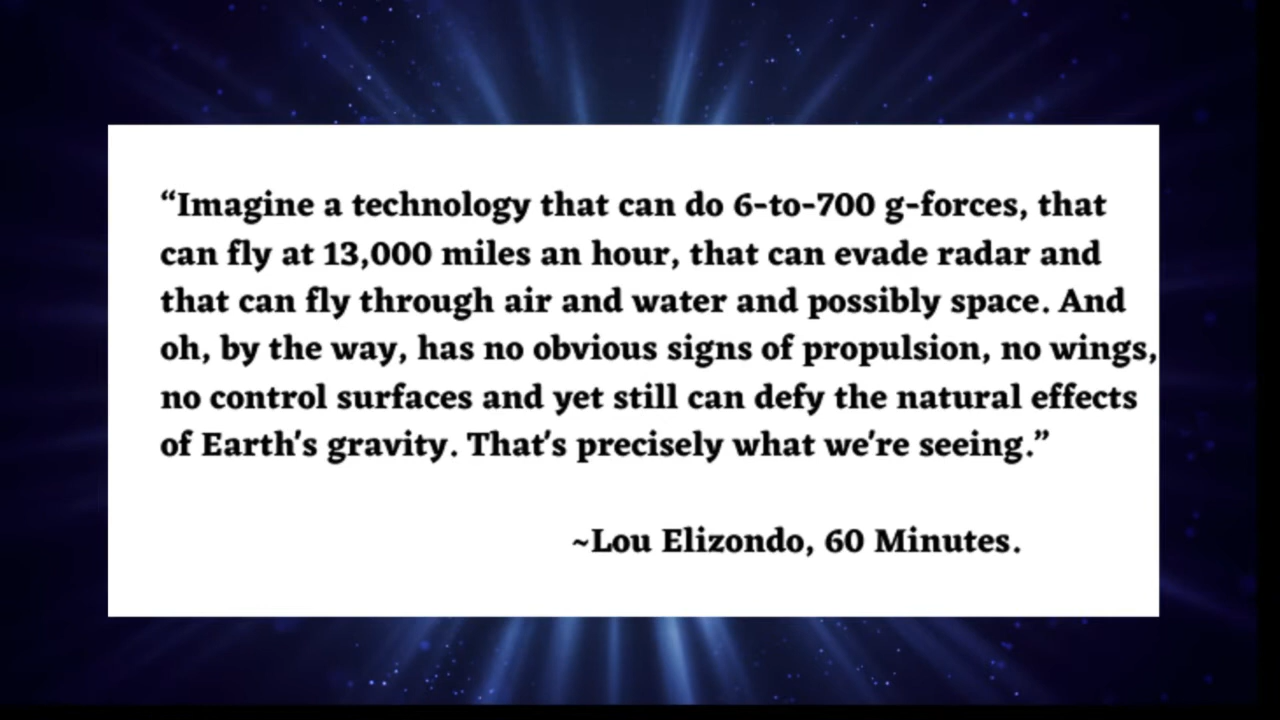 “Imagine a technology that can do 6-to-700 g-forces, that
can fly at 13,000 miles an hour, that can evade radar and
that can fly through air and water and possibly space. And
oh, by the way, has no obvious signs of propulsion, no wings,
no control surfaces and yet still can defy the natural effects
of Earth's gravity. That's precisely what we're seeing.”
~Lou Elizondo, 60 Minutes.